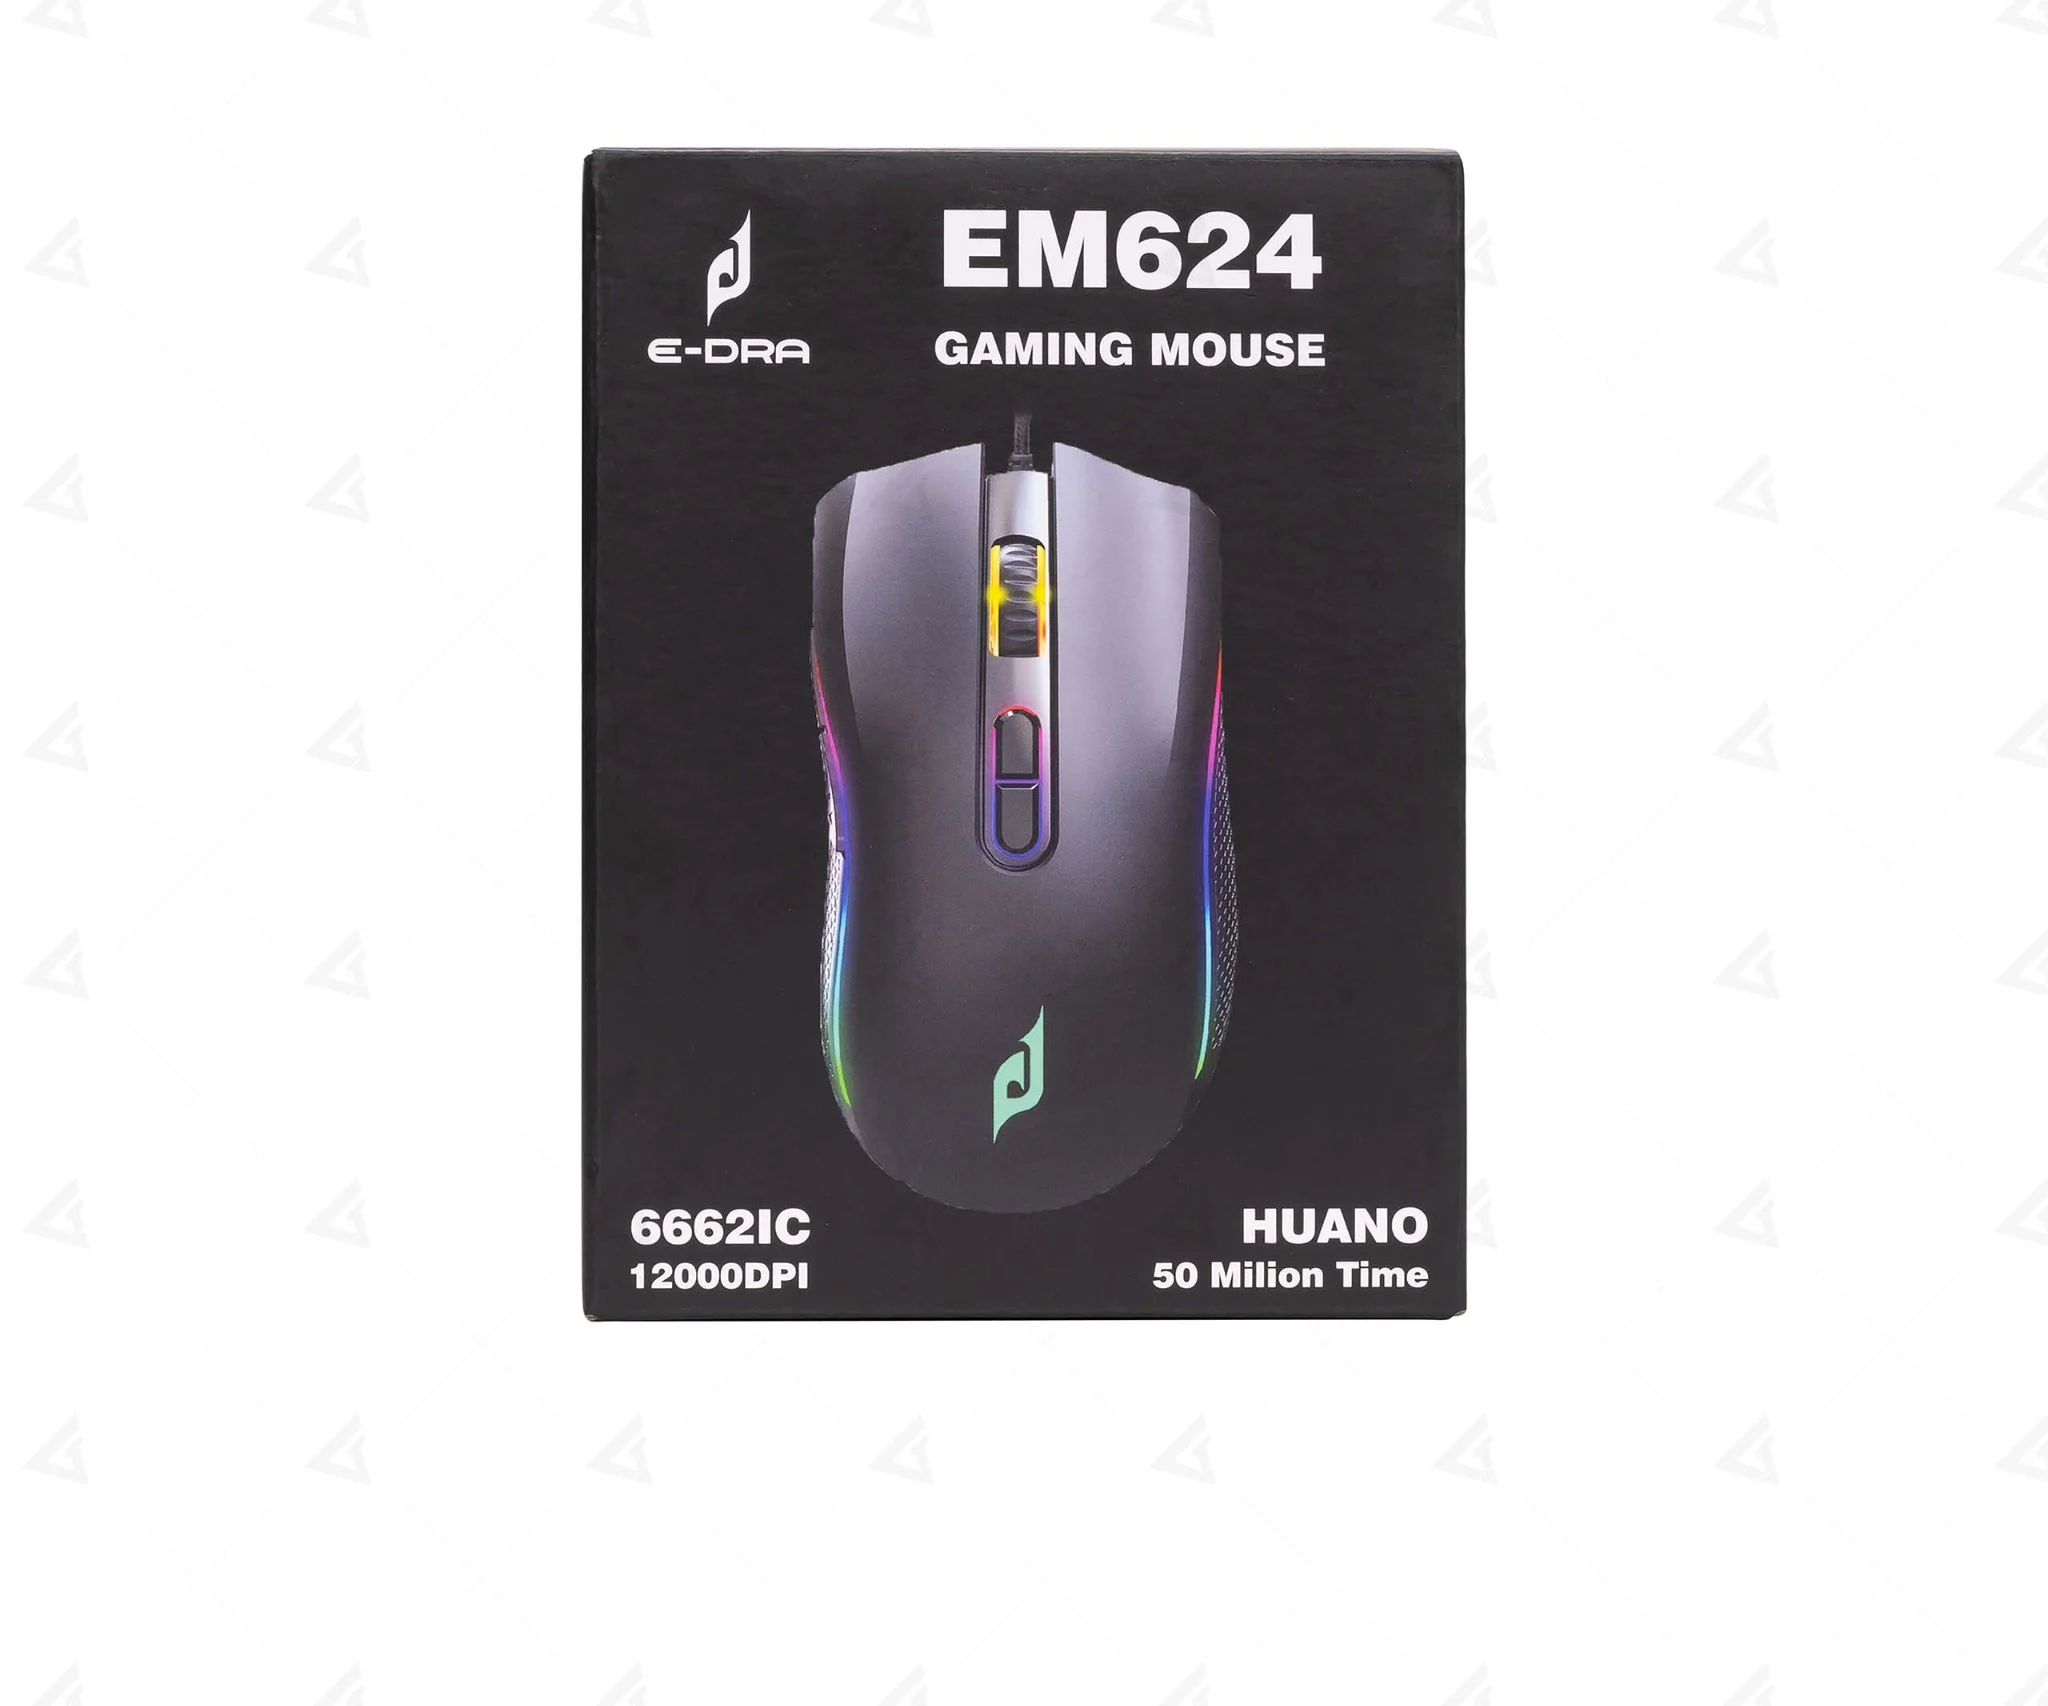 EM624
E-DRA
GAMING MOUSE
6662IC
12000DPI
HUANO
50 Milion Time